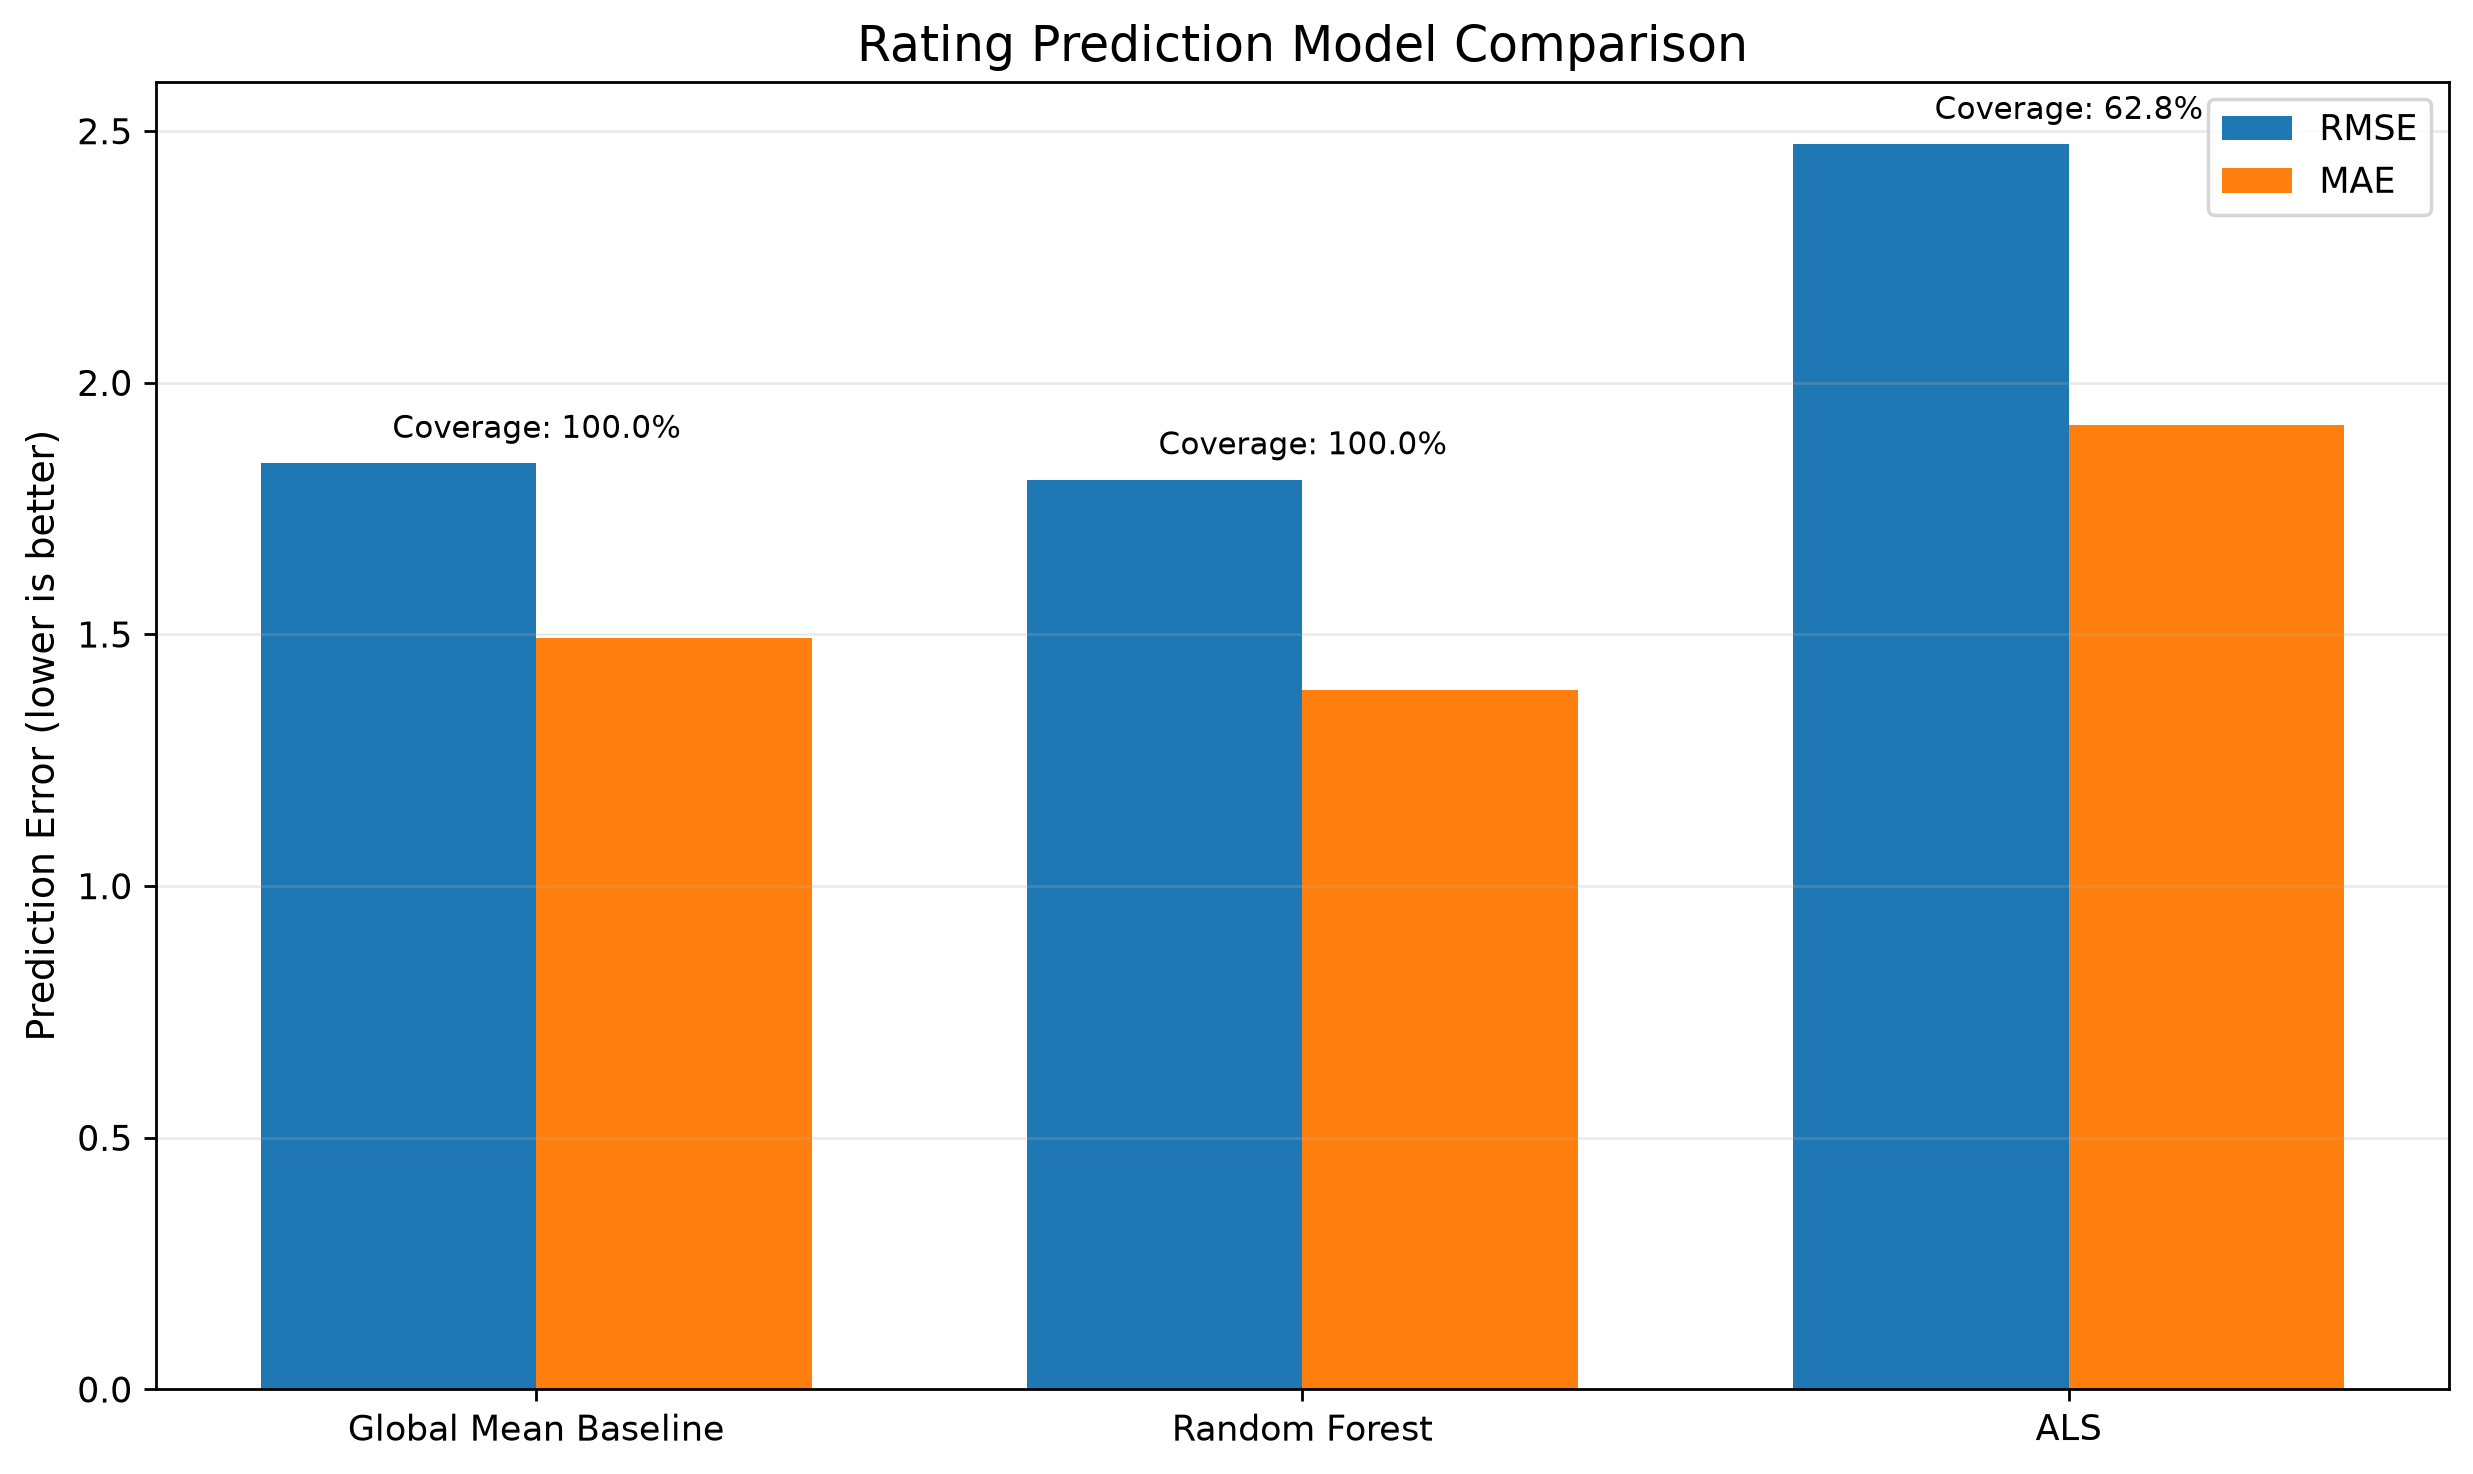 Rating Prediction Model Comparison
Coverage: 62.8%
RMSE
MAE
2.5
2.0
1.5
1.0
0.5
0.0
Prediction Error (lower is better)
Coverage: 100.0%
Coverage: 100.0%
Global Mean Baseline
Random Forest
ALS